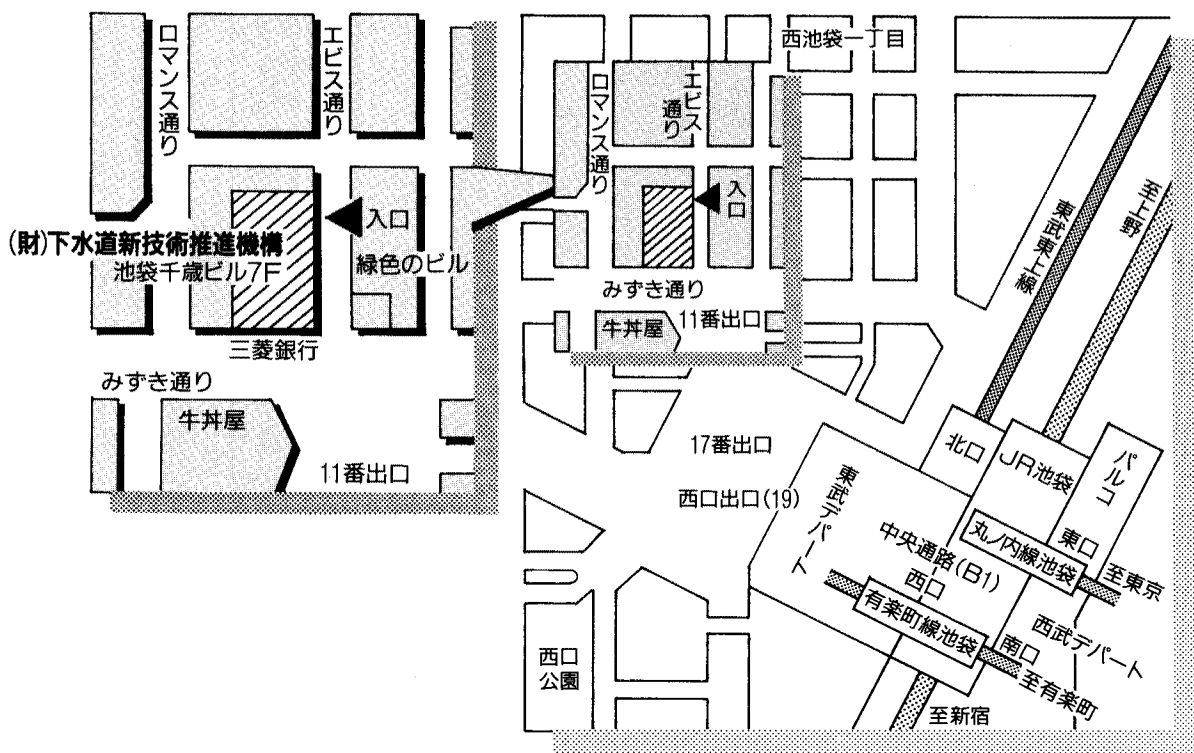 ロマンス通り
エビス通り
入口
(財)下水道新技術推進機構
池袋千歳ビル7F
緑色のビル
三菱銀行
みずき通り
牛丼屋
11番出口
西池袋一丁目
ロマンス通り
エビス
通り
入口
みずき通り
牛丼屋
11番出口
17番出口
西口出口(19)
東武東上線
至上野
北口
JR池袋
パルコ
東武デパート
中央通路(B1)
西口
丸ノ内線池袋
東口
至東京
有楽町線池袋
南口
西武デパート
至有楽町
至新宿
西口
公園